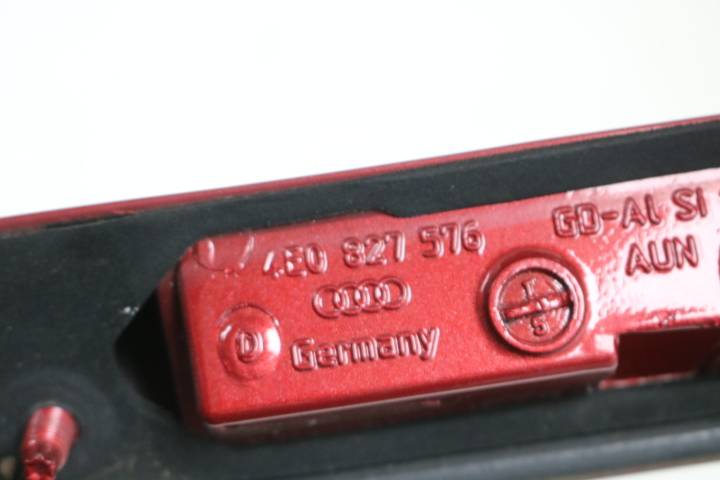 4E0 827 576
GD-Al SI
AUN
D
Germany